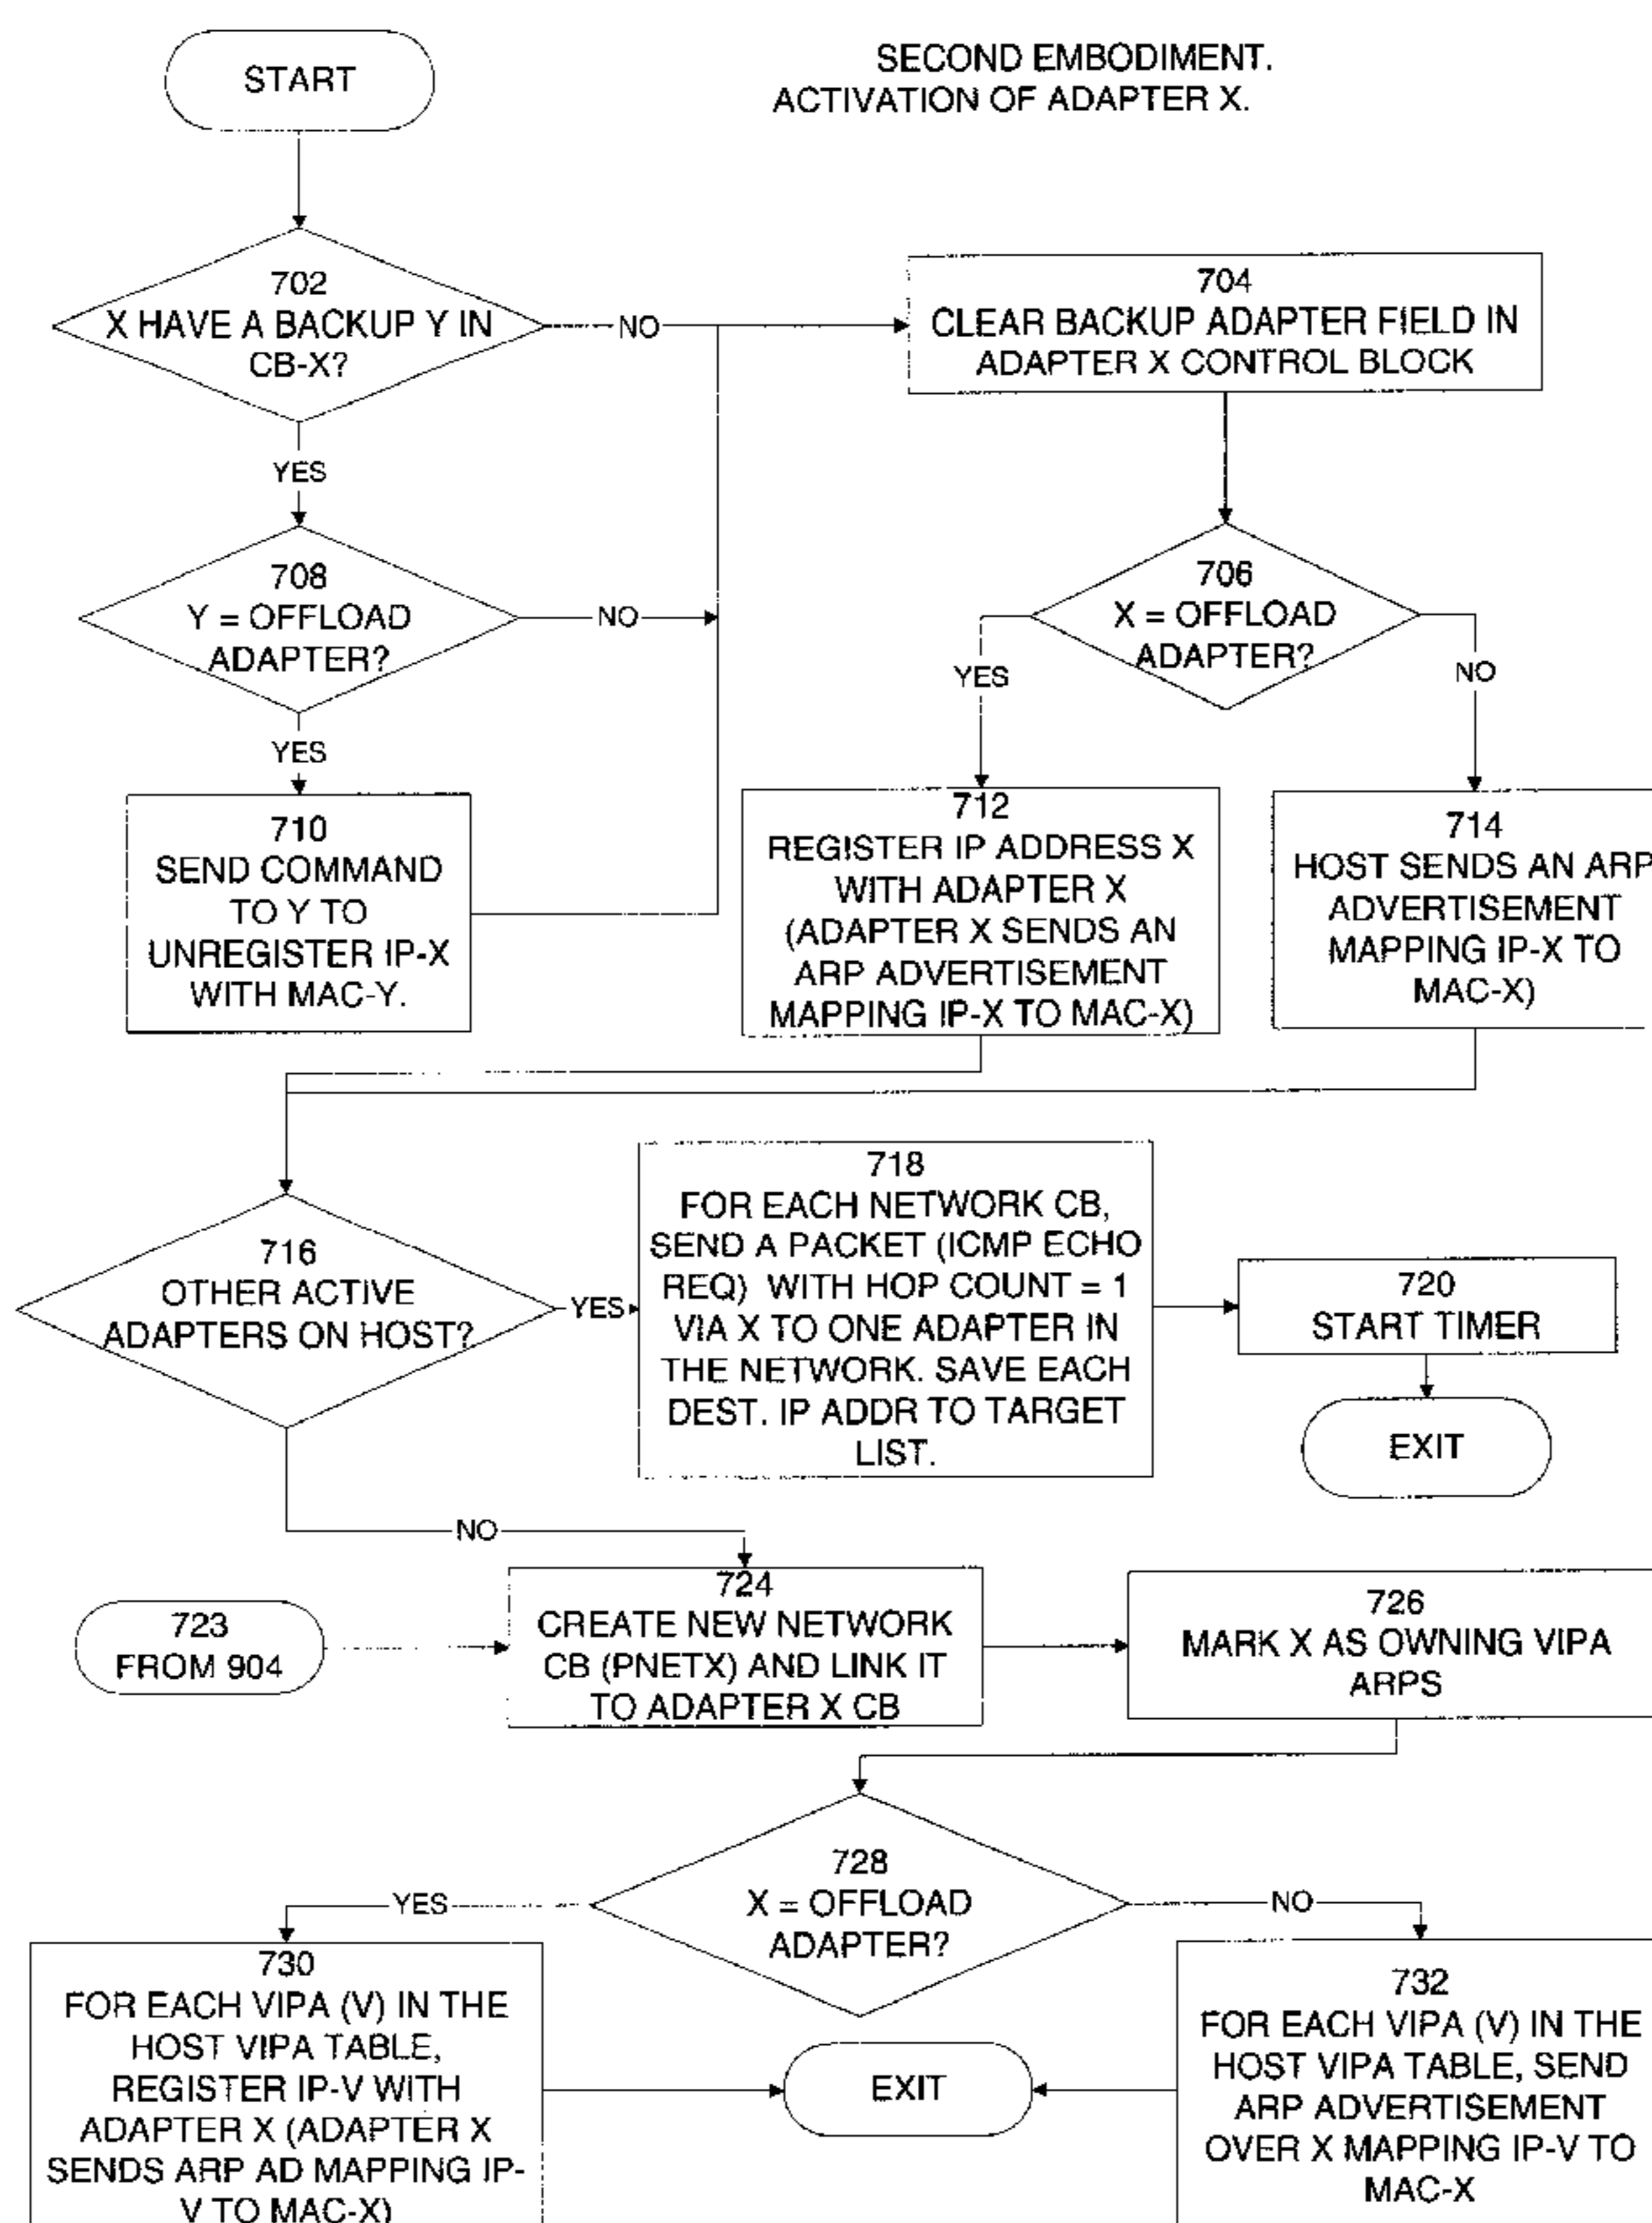 START
SECOND EMBODIMENT.
ACTIVATION OF ADAPTER X.
702
X HAVE A BACKUP Y IN
CB-X?
NO
704
CLEAR BACKUP ADAPTER FIELD IN
ADAPTER X CONTROL BLOCK
YES
708
Y = OFFLOAD
ADAPTER?
NO
706
X = OFFLOAD
ADAPTER?
YES
NO
YES
710
SEND COMMAND
TO Y TO
UNREGISTER IP-X
WITH MAC-Y.
712
REGISTER IP ADDRESS X
WITH ADAPTER X
(ADAPTER X SENDS AN
ARP ADVERTISEMENT
MAPPING IP-X TO MAC-X)
714
HOST SENDS AN ARP
ADVERTISEMENT
MAPPING IP-X TO
MAC-X)
716
OTHER ACTIVE
ADAPTERS ON HOST?
YES
718
FOR EACH NETWORK CB,
SEND A PACKET (ICMP ECHO
REQ) WITH HOP COUNT = 1
VIA X TO ONE ADAPTER IN
THE NETWORK. SAVE EACH
DEST. IP ADDR TO TARGET
LIST.
720
START TIMER
EXIT
NO
723
FROM 904
724
CREATE NEW NETWORK
CB (PNETX) AND LINK IT
TO ADAPTER X CB
726
MARK X AS OWNING VIPA
ARPS
728
X = OFFLOAD
ADAPTER?
YES
NO
730
FOR EACH VIPA (V) IN THE
HOST VIPA TABLE,
REGISTER IP-V WITH
ADAPTER X (ADAPTER X
SENDS ARP AD MAPPING IP-
V TO MAC-X)
EXIT
732
FOR EACH VIPA (V) IN THE
HOST VIPA TABLE, SEND
ARP ADVERTISEMENT
OVER X MAPPING IP-V TO
MAC-X